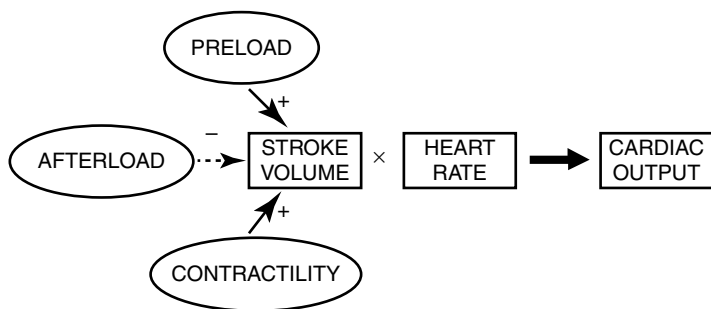 PRELOAD
+
–
AFTERLOAD
STROKE
VOLUME
×
HEART
RATE
CARDIAC
OUTPUT
+
CONTRACTILITY